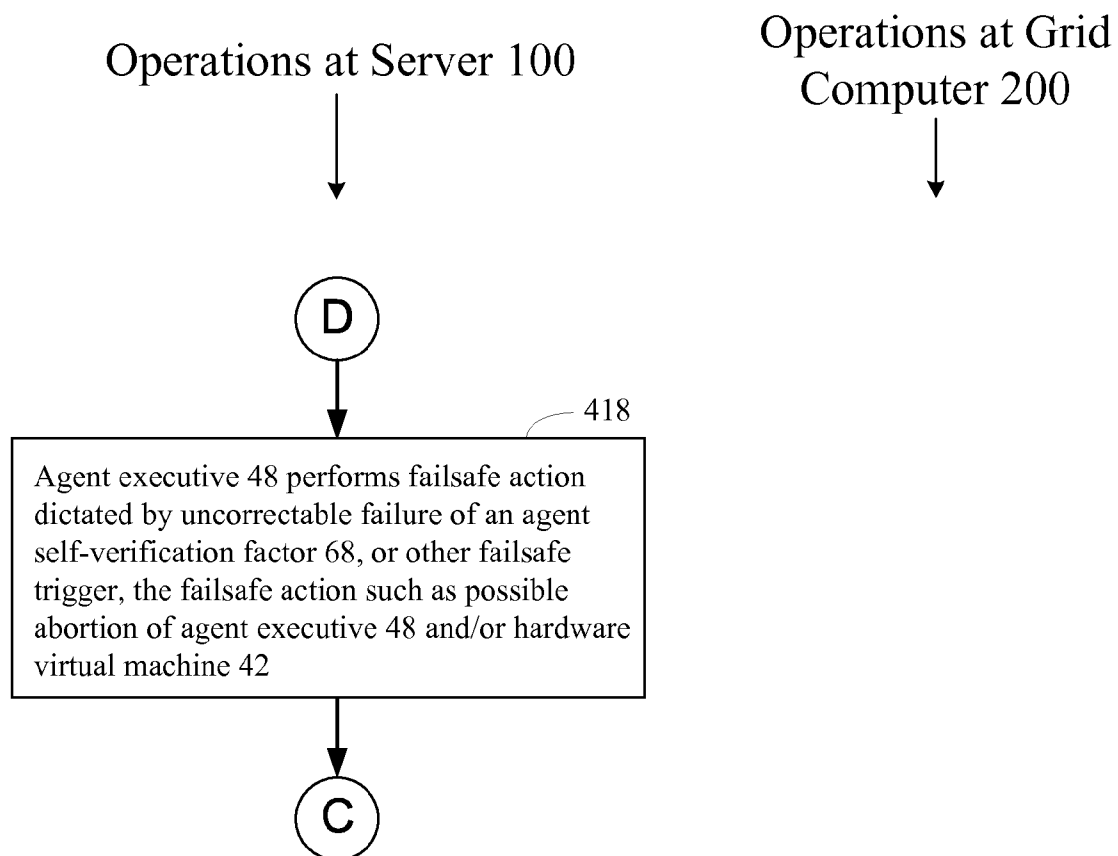 Operations at Server 100
Operations at Grid
Computer 200
D
418
Agent executive 48 performs failsafe action
dictated by uncorrectable failure of an agent
self-verification factor 68, or other failsafe
trigger, the failsafe action such as possible
abortion of agent executive 48 and/or hardware
virtual machine 42
C